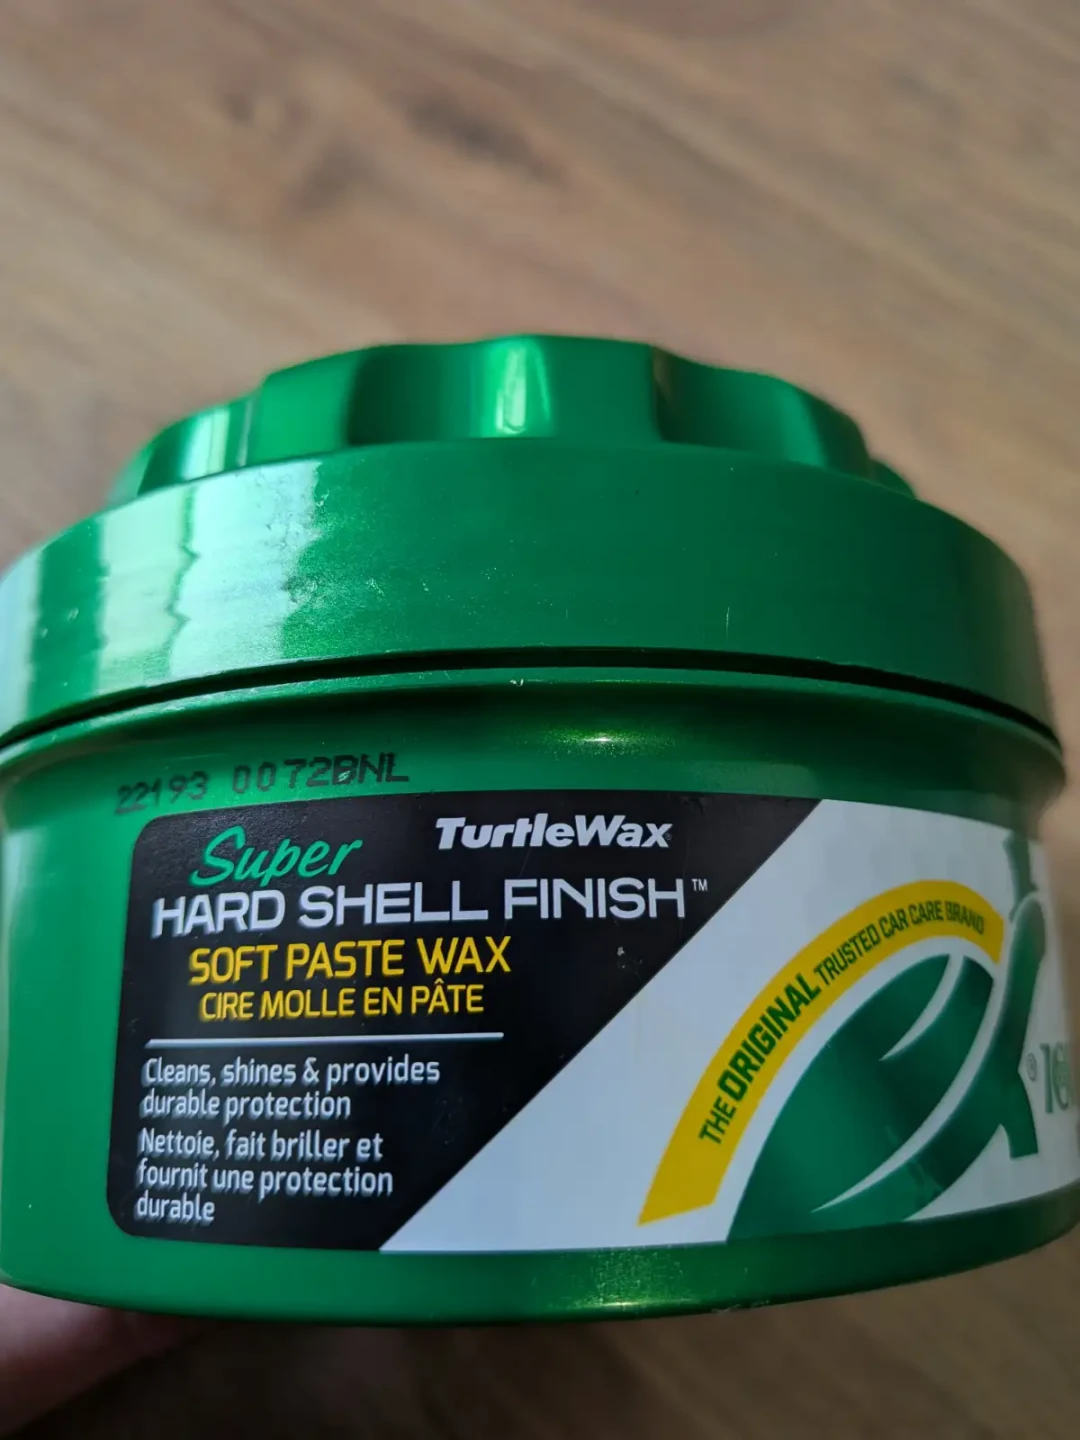 22193 0072BNL
Super
TurtleWax
HARD SHELL FINISH™
SOFT PASTE WAX
CIRE MOLLE EN PÂTE
Cleans, shines & provides
durable protection
Nettoie, fait briller et
fournit une protection
durable
THE ORIGINAL TRUSTED CAR CARE BRAND
®